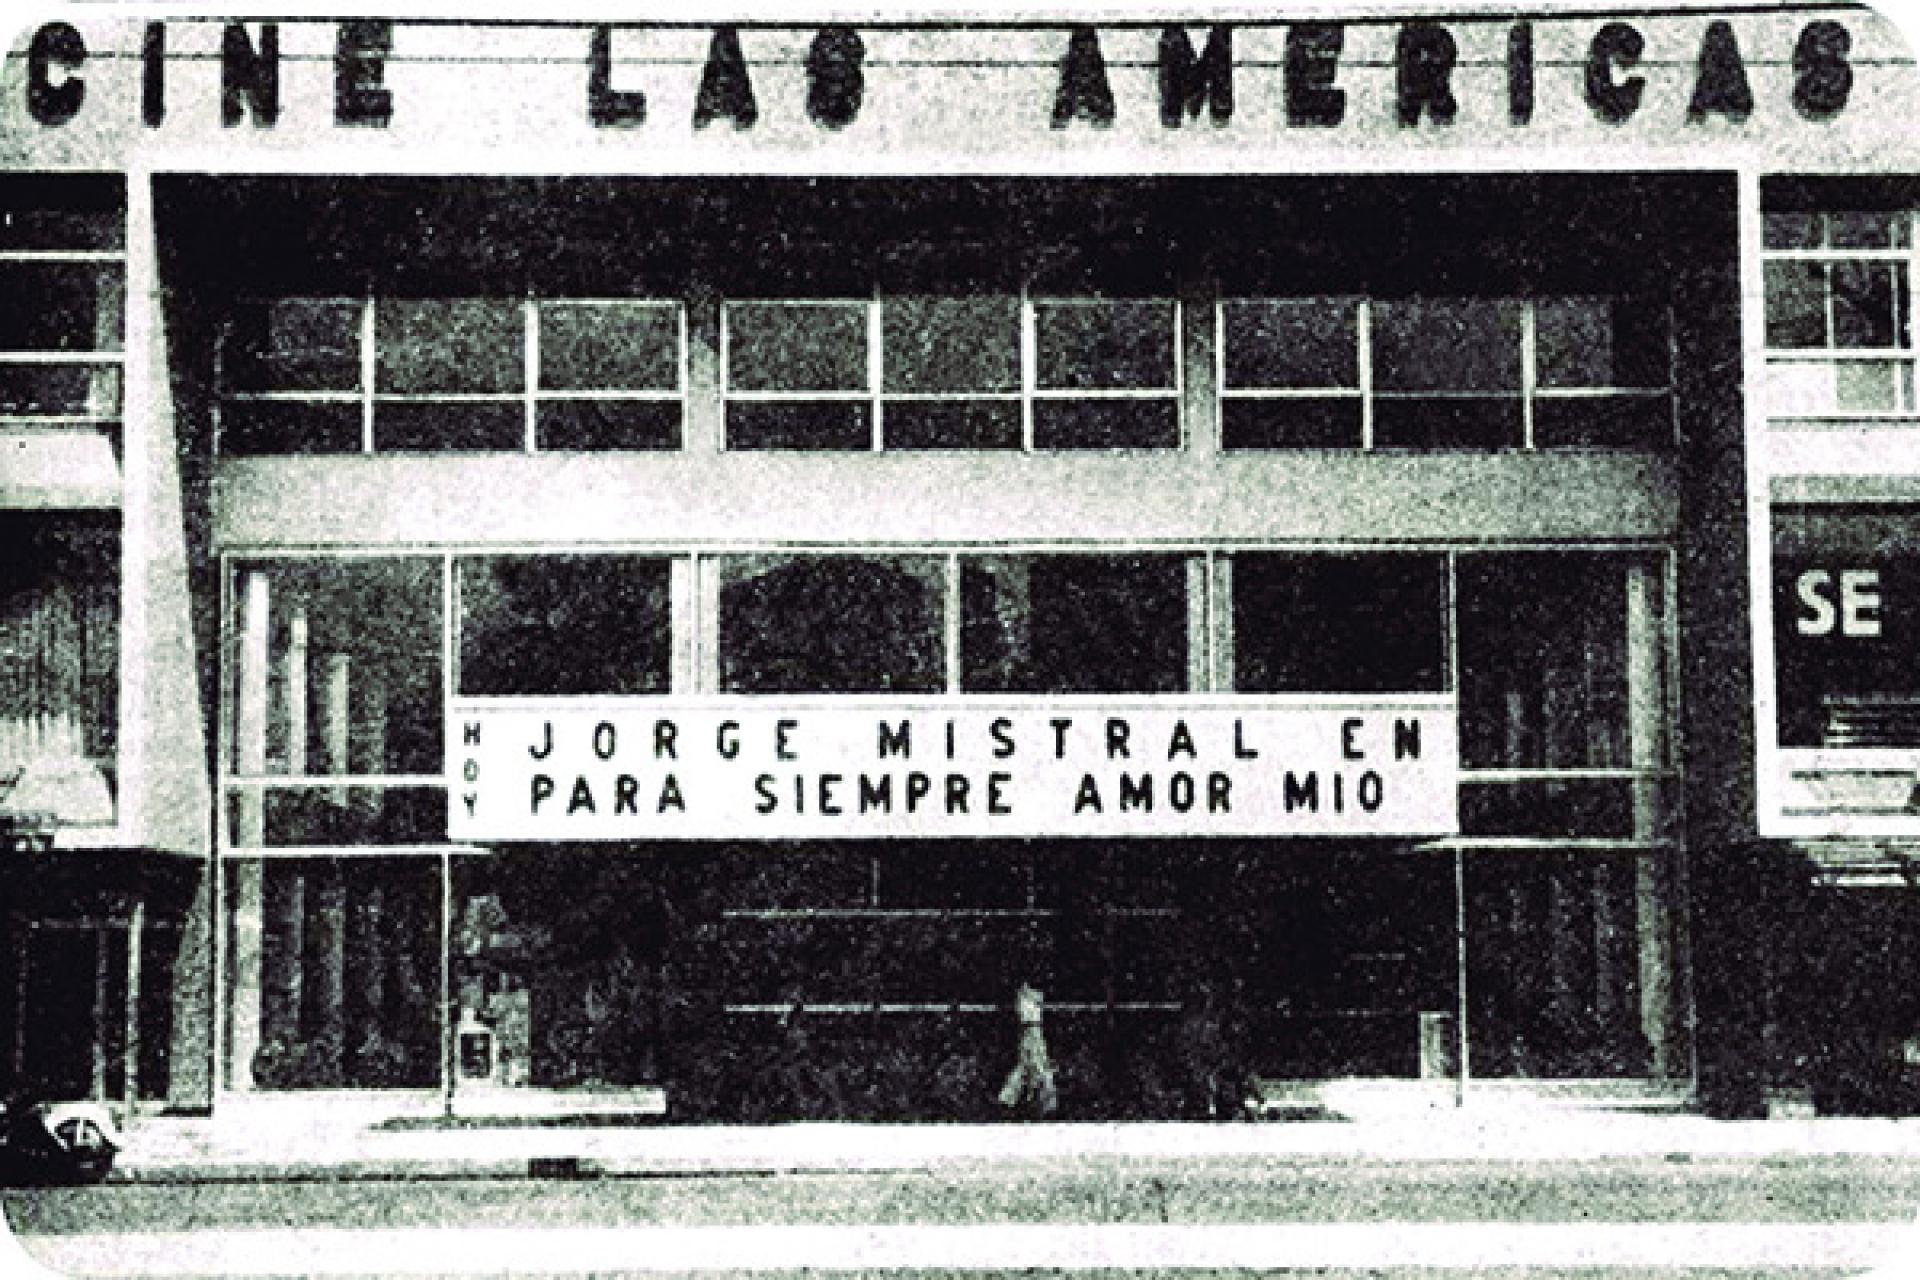 CINE LAS AMERICAS
SE
HOY
JORGE MISTRAL EN
PARA SIEMPRE AMOR MIO